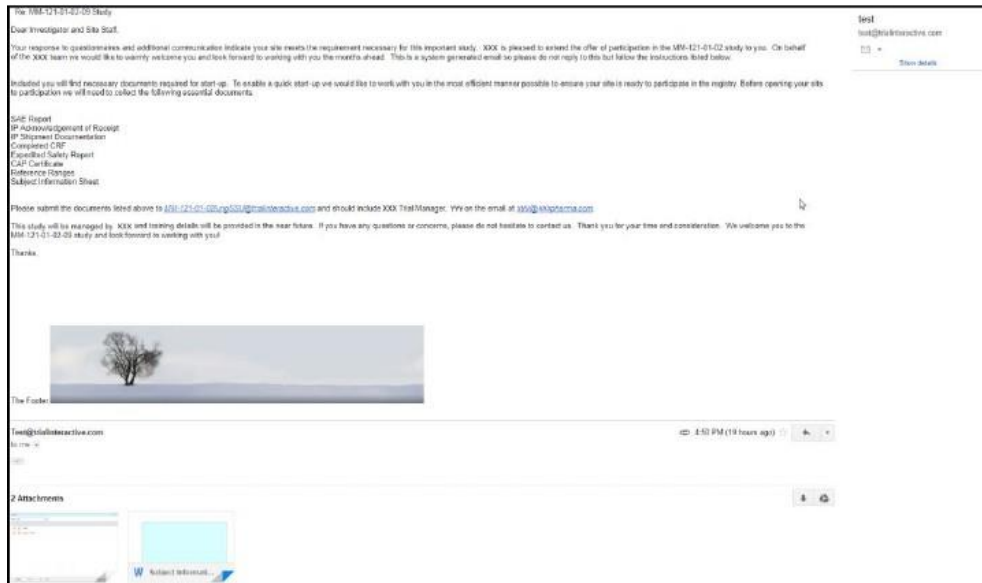 Re: MM-121-01-02-09 Study
Dear Investigator and Site Staff,
Your response to questionnaires and additional communication indicate your site meets the requirement necessary for this important study. XXX is pleased to extend the offer of participation in the MM-121-01-02 study to you. On behalf
of the XXX team we would like to warmly welcome you and look forward to working with you the months ahead. This is a system generated email so please do not reply to this but follow the instructions listed below.
Included you will find necessary documents required for start-up. To enable a quick start-up we would like to work with you in the most efficient manner possible to ensure your site is ready to participate in the registry. Before opening your site
to participation we will need to collect the following essential documents.
SAE Report
IP Acknowledgement of Receipt
IP Shipment Documentation
Completed CRF
Expedited Safety Report
CAP Certificate
Reference Ranges
Subject Information Sheet
Please submit the documents listed above to and should include XXX Trial Manager, YYY on the email at
This study will be managed by XXX and training details will be provided in the near future. If you have any questions or concerns, please do not hesitate to contact us. Thank you for your time and consideration. We welcome you to the
MM-121-01-02-09 study and look forward to working with you!
Thanks,
The Footer
Test@trialinteractive.com
4:50 PM (19 hours ago)
to me
2 Attachments
W Subject Informati...
test
test@trialinteractive.com
Show details